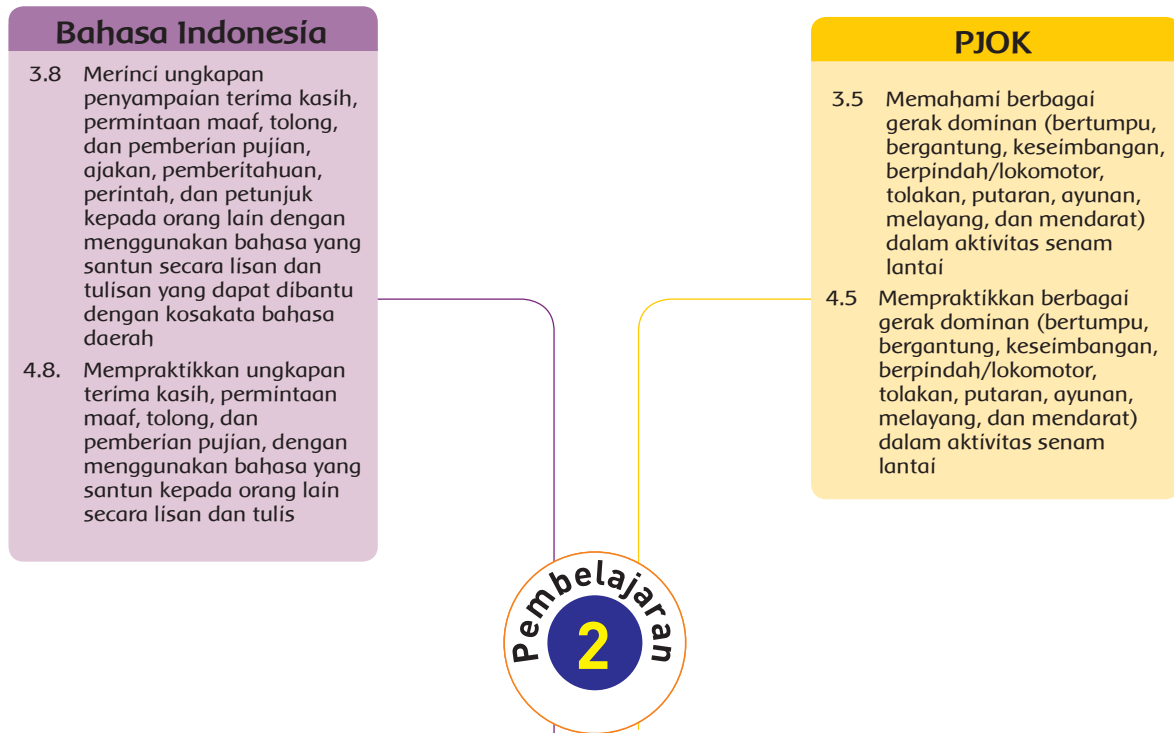 Bahasa Indonesia
3.8 Merinci ungkapan
penyampaian terima kasih,
permintaan maaf, tolong,
dan pemberian pujian,
ajakan, pemberitahuan,
perintah, dan petunjuk
kepada orang lain dengan
menggunakan bahasa yang
santun secara lisan dan
tulisan yang dapat dibantu
dengan kosakata bahasa
daerah
4.8. Mempraktikkan ungkapan
terima kasih, permintaan
maaf, tolong, dan
pemberian pujian, dengan
menggunakan bahasa yang
santun kepada orang lain
secara lisan dan tulis
PJOK
3.5 Memahami berbagai
gerak dominan (bertumpu,
bergantung, keseimbangan,
berpindah/lokomotor,
tolakan, putaran, ayunan,
melayang, dan mendarat)
dalam aktivitas senam
lantai
4.5 Mempraktikkan berbagai
gerak dominan (bertumpu,
bergantung, keseimbangan,
berpindah/lokomotor,
tolakan, putaran, ayunan,
melayang, dan mendarat)
dalam aktivitas senam
lantai
Pembelajaran
2